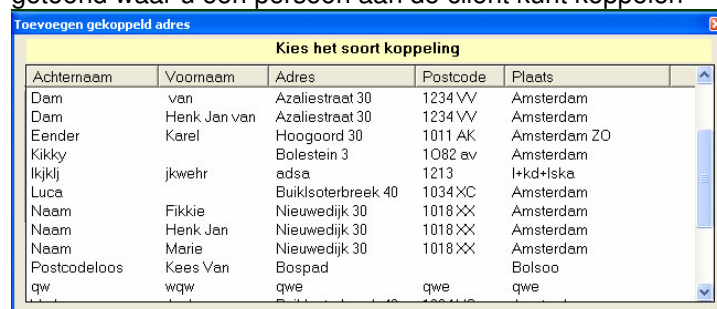 getoond waar u een persoon aan de cliënt kunt koppelen
Toevoegen gekoppeld adres
Kies het soort koppeling
Achternaam Voornaam Adres Postcode Plaats
Dam van Azaliestraat 30 1234 VV Amsterdam
Dam Henk Jan van Azaliestraat 30 1234 VV Amsterdam
Eender Karel Hoogoord 30 1011 AK Amsterdam ZO
Kikky Bolestein 3 1O82 av Amsterdam
lkjklj jkwehr adsa 1213 l+kd+lska
Luca Buiklsoterbreek 40 1034 XC Amsterdam
Naam Fikkie Nieuwedijk 30 1018 XX Amsterdam
Naam Henk Jan Nieuwedijk 30 1018 XX Amsterdam
Naam Marie Nieuwedijk 30 1018 XX Amsterdam
Postcodeloos Kees Van Bospad Bolsoo
qw wqw qwe qwe qwe